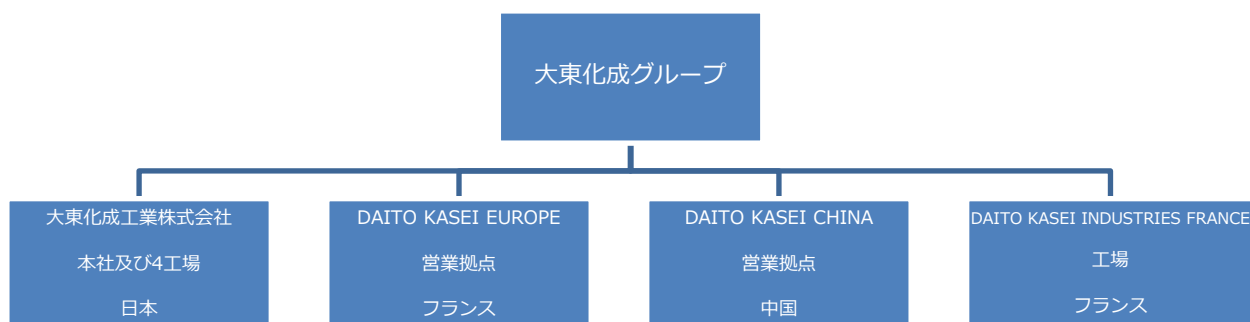 大東化成グループ
大東化成工業株式会社
本社及び4工場
日本
DAITO KASEI EUROPE
営業拠点
フランス
DAITO KASEI CHINA
営業拠点
中国
DAITO KASEI INDUSTRIES FRANCE
工場
フランス